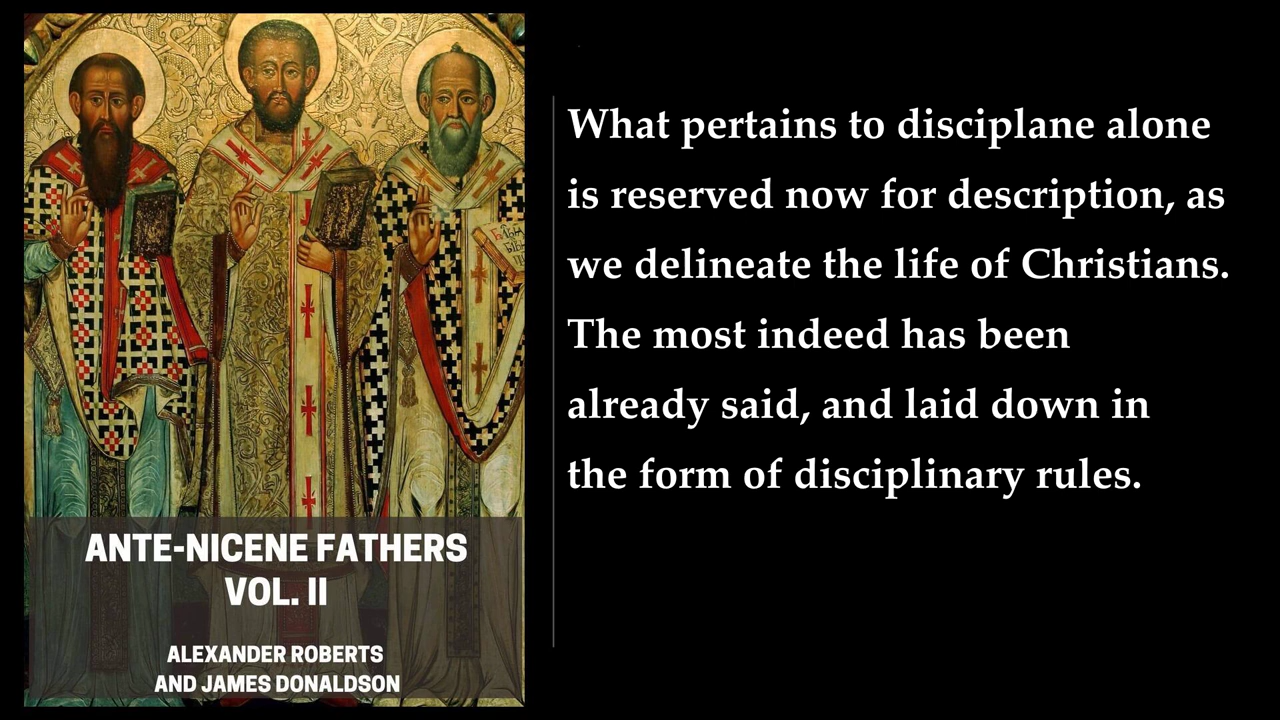 ANTE-NICENE FATHERS
VOL. II
ALEXANDER ROBERTS
AND JAMES DONALDSON
What pertains to disciplane alone
is reserved now for description, as
we delineate the life of Christians.
The most indeed has been
already said, and laid down in
the form of disciplinary rules.